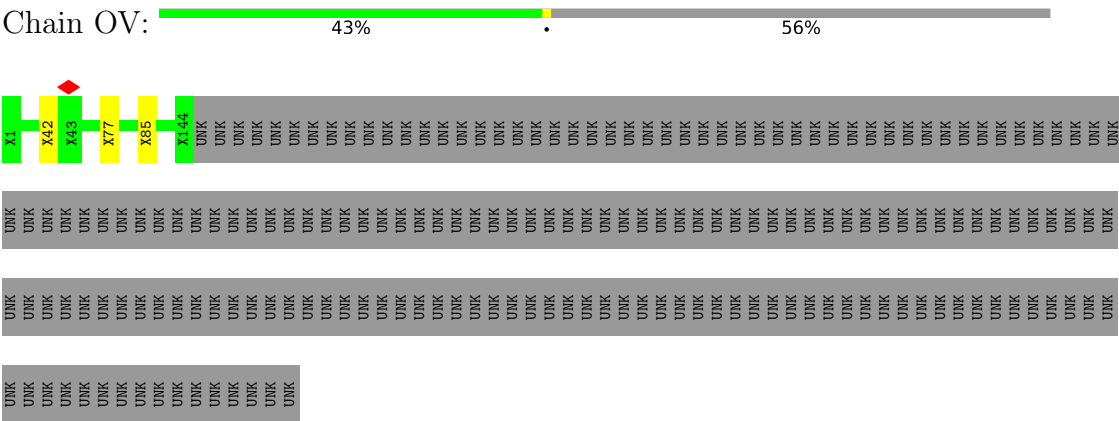 Chain OV:
43% • 56%
X1 X42 X43 X77 X85 X144 UNK UNK UNK UNK UNK UNK UNK UNK UNK UNK UNK UNK UNK UNK UNK UNK UNK UNK UNK UNK UNK UNK UNK UNK UNK UNK UNK UNK UNK UNK UNK UNK UNK UNK UNK UNK UNK UNK UNK UNK UNK UNK UNK UNK UNK UNK UNK UNK UNK UNK
UNK UNK UNK UNK UNK UNK UNK UNK UNK UNK UNK UNK UNK UNK UNK UNK UNK UNK UNK UNK UNK UNK UNK UNK UNK UNK UNK UNK UNK UNK UNK UNK UNK UNK UNK UNK UNK UNK UNK UNK UNK UNK UNK UNK UNK UNK UNK UNK UNK UNK UNK UNK UNK UNK UNK UNK UNK UNK UNK UNK
UNK UNK UNK UNK UNK UNK UNK UNK UNK UNK UNK UNK UNK UNK UNK UNK UNK UNK UNK UNK UNK UNK UNK UNK UNK UNK UNK UNK UNK UNK UNK UNK UNK UNK UNK UNK UNK UNK UNK UNK UNK UNK UNK UNK UNK UNK UNK UNK UNK UNK UNK UNK UNK UNK UNK UNK UNK UNK UNK UNK
UNK UNK UNK UNK UNK UNK UNK UNK UNK UNK UNK UNK UNK UNK UNK UNK